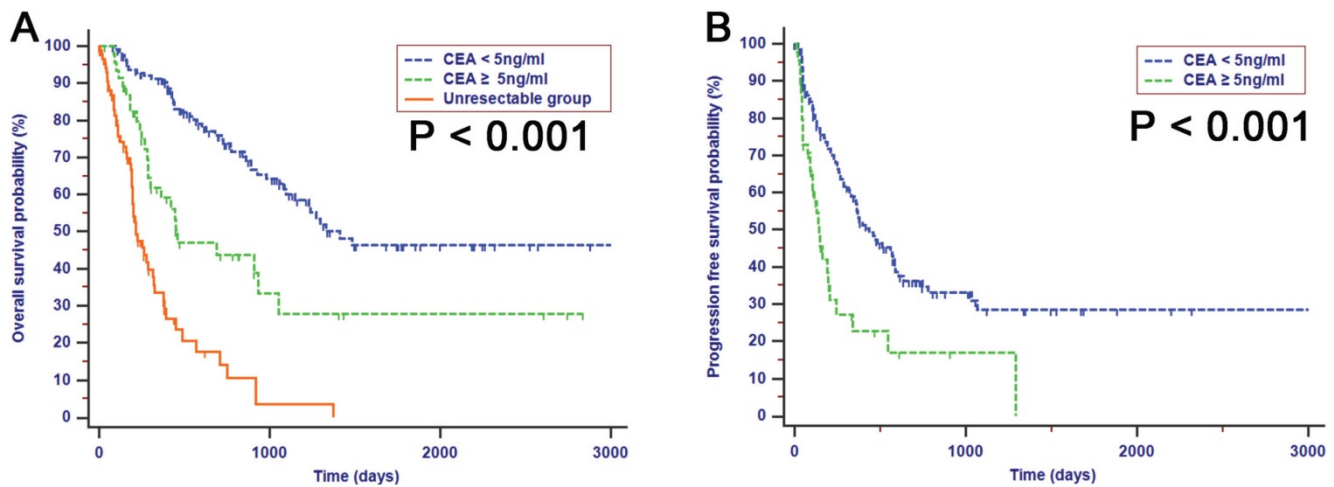 A
Overall survival probability (%)
100
90
80
70
60
50
40
30
20
10
0
CEA < 5ng/ml
CEA ≥ 5ng/ml
Unresectable group
P < 0.001
0 1000 2000 3000
Time (days)
B
Progression free survival probability (%)
100
90
80
70
60
50
40
30
20
10
0
CEA < 5ng/ml
CEA ≥ 5ng/ml
P < 0.001
0 1000 2000 3000
Time (days)